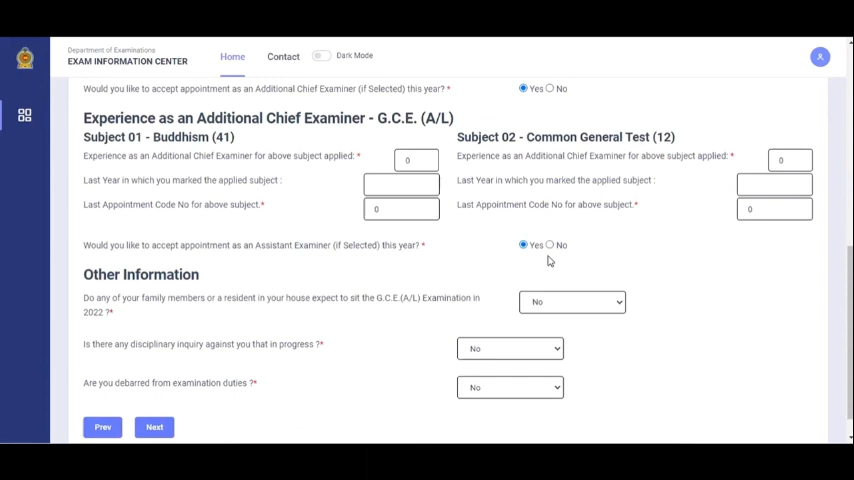 Department of Examinations
EXAM INFORMATION CENTER
Home
Contact
Dark Mode
Would you like to accept appointment as an Additional Chief Examiner (if Selected) this year? *
Yes No
Experience as an Additional Chief Examiner - G.C.E. (A/L)
Subject 01 - Buddhism (41)
Experience as an Additional Chief Examiner for above subject applied: *
0
Last Year in which you marked the applied subject :
Last Appointment Code No for above subject.*
0
Subject 02 - Common General Test (12)
Experience as an Additional Chief Examiner for above subject applied: *
0
Last Year in which you marked the applied subject :
Last Appointment Code No for above subject.*
0
Would you like to accept appointment as an Assistant Examiner (if Selected) this year? *
Yes No
Other Information
Do any of your family members or a resident in your house expect to sit the G.C.E.(A/L) Examination in
2022 ?*
No
Is there any disciplinary inquiry against you that in progress ?*
No
Are you debarred from examination duties ?*
No
Prev
Next